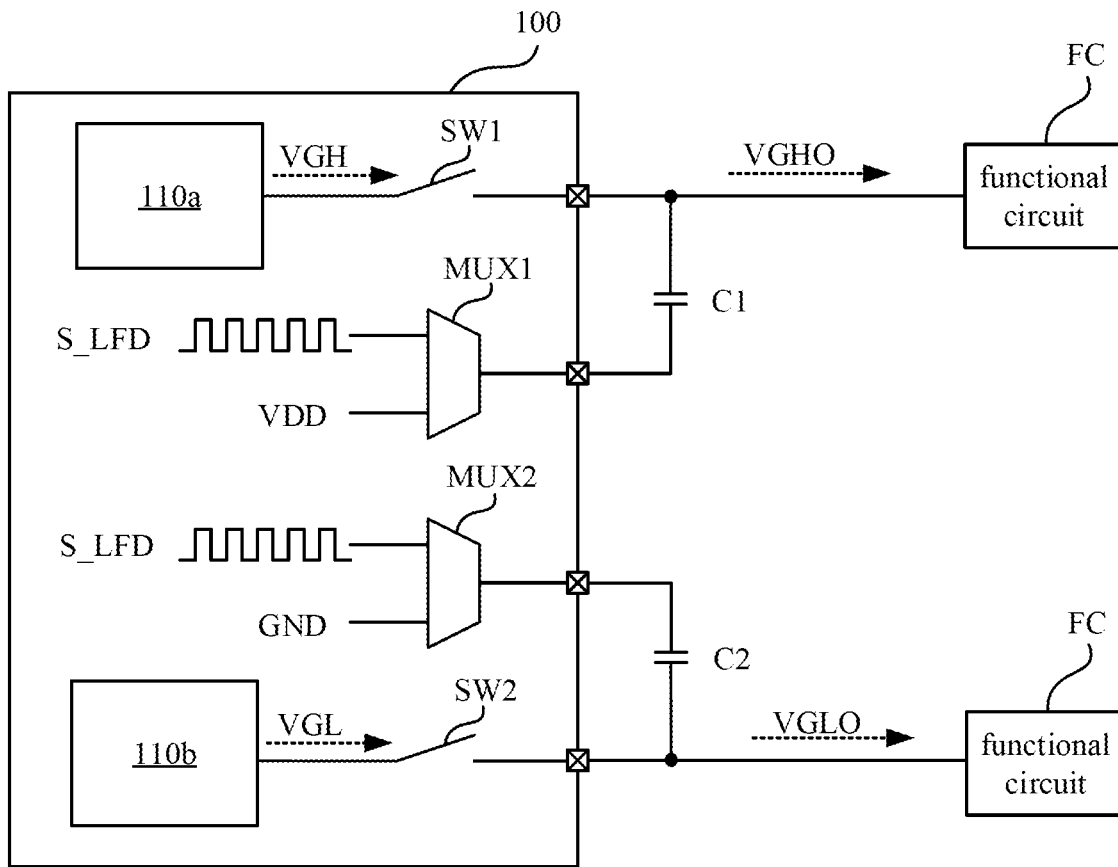 100
FC
SW1
VGH
VGHO
110a
functional
circuit
MUX1
C1
S_LFD
VDD
MUX2
S_LFD
GND
C2
FC
SW2
VGL
VGLO
110b
functional
circuit